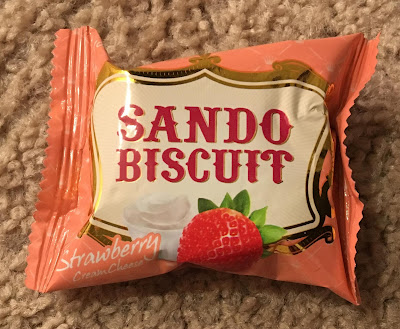 SANDO
BISCUIT
Strawberry
Cream Cheese